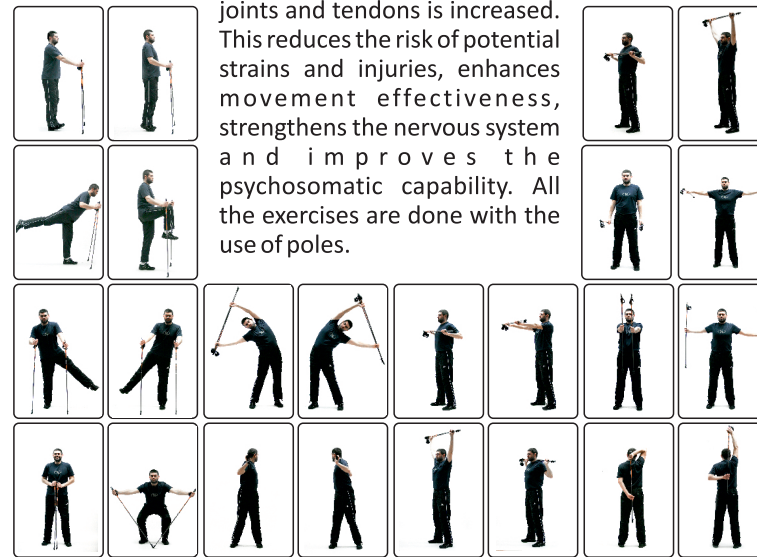 joints and tendons is increased.
This reduces the risk of potential
strains and injuries, enhances
movement effectiveness,
strengthens the nervous system
and improves the
psychosomatic capability. All
the exercises are done with the
use of poles.